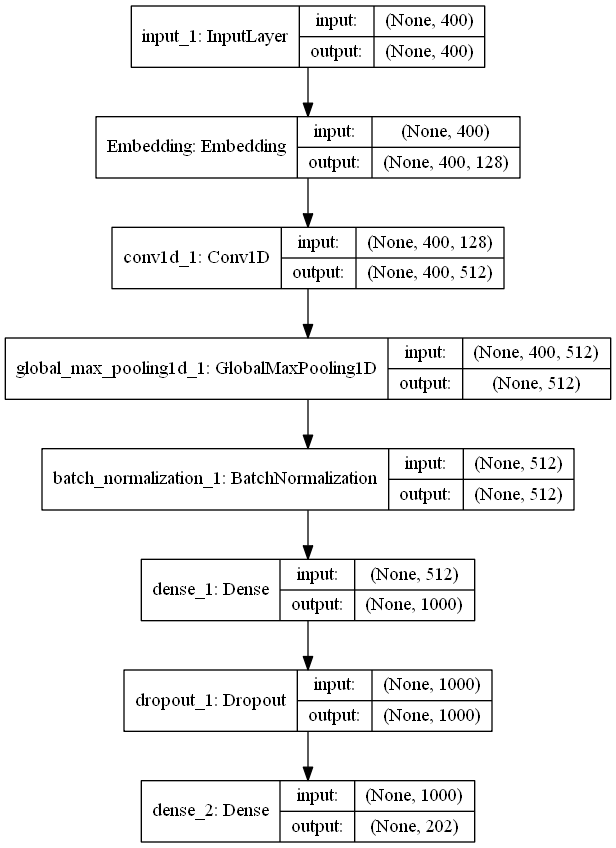 input_1: InputLayer
input: (None, 400)
output: (None, 400)
Embedding: Embedding
input: (None, 400)
output: (None, 400, 128)
conv1d_1: Conv1D
input: (None, 400, 128)
output: (None, 400, 512)
global_max_pooling1d_1: GlobalMaxPooling1D
input: (None, 400, 512)
output: (None, 512)
batch_normalization_1: BatchNormalization
input: (None, 512)
output: (None, 512)
dense_1: Dense
input: (None, 512)
output: (None, 1000)
dropout_1: Dropout
input: (None, 1000)
output: (None, 1000)
dense_2: Dense
input: (None, 1000)
output: (None, 202)